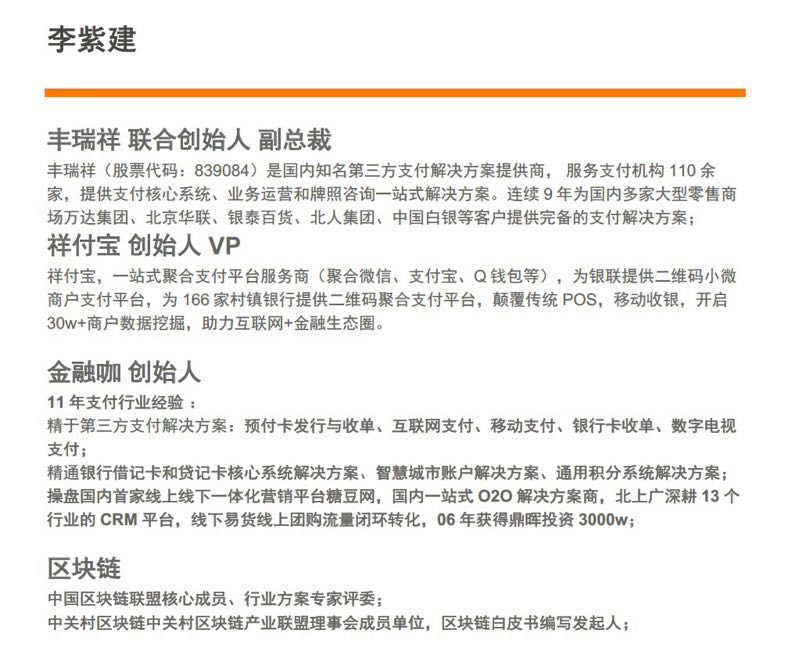 李紫建
丰瑞祥 联合创始人 副总裁
丰瑞祥（股票代码：839084）是国内知名第三方支付解决方案提供商， 服务支付机构 110 余
家，提供支付核心系统、业务运营和牌照咨询一站式解决方案。连续 9 年为国内多家大型零售商
场万达集团、北京华联、银泰百货、北人集团、中国白银等客户提供完备的支付解决方案；
祥付宝 创始人 VP
祥付宝，一站式聚合支付平台服务商（聚合微信、支付宝、Q 钱包等），为银联提供二维码小微
商户支付平台，为 166 家村镇银行提供二维码聚合支付平台，颠覆传统 POS，移动收银，开启
30w+商户数据挖掘，助力互联网+金融生态圈。
金融咖 创始人
11 年支付行业经验 ：
精于第三方支付解决方案：预付卡发行与收单、互联网支付、移动支付、银行卡收单、数字电视
支付；
精通银行借记卡和贷记卡核心系统解决方案、智慧城市账户解决方案、通用积分系统解决方案；
操盘国内首家线上线下一体化营销平台糖豆网，国内一站式 O2O 解决方案商，北上广深耕 13 个
行业的 CRM 平台，线下易货线上团购流量闭环转化，06 年获得鼎晖投资 3000w；
区块链
中国区块链联盟核心成员、行业方案专家评委；
中关村区块链中关村区块链产业联盟理事会成员单位，区块链白皮书编写发起人；